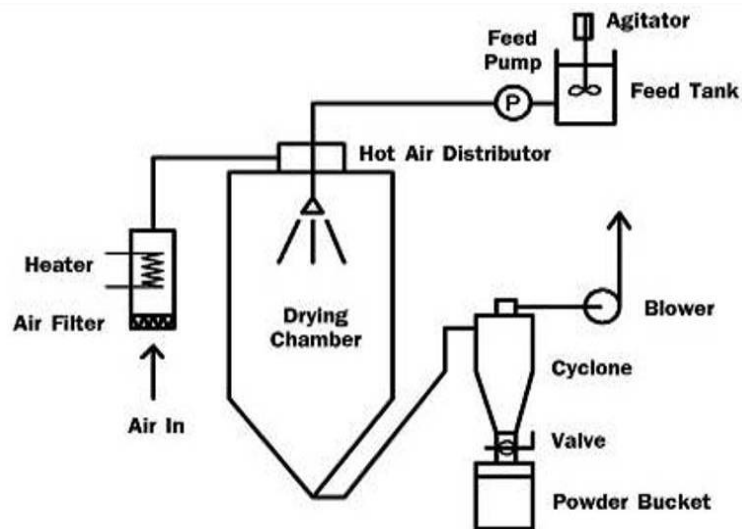 Agitator
Feed
Pump
P
Feed Tank
Hot Air Distributor
Heater
Air Filter
Drying
Chamber
Blower
Cyclone
Air In
Valve
Powder Bucket